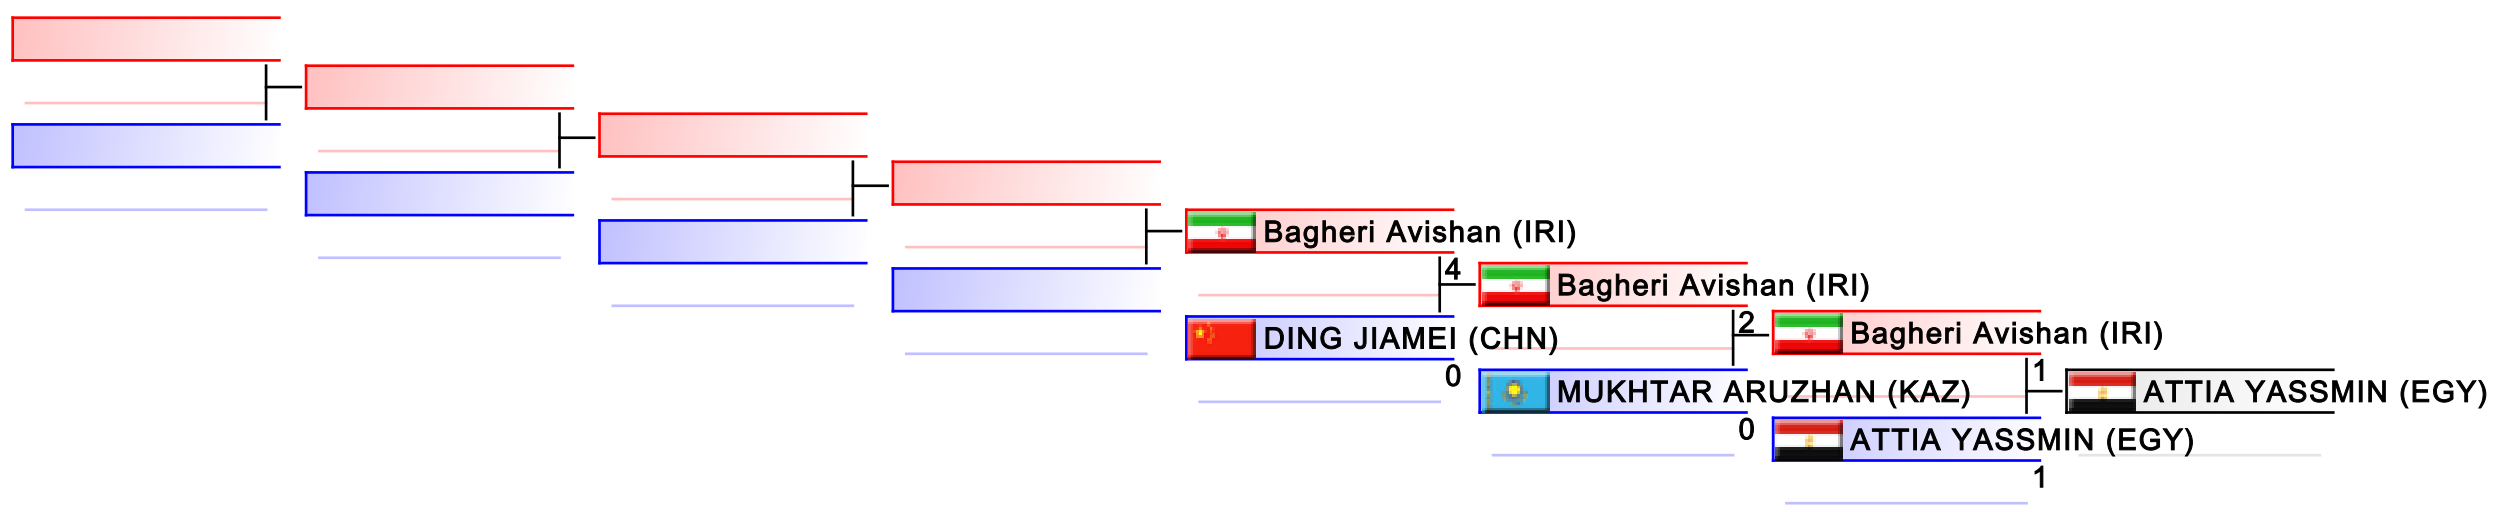 Bagheri Avishan (IRI)
4
DING JIAMEI (CHN)
0
Bagheri Avishan (IRI)
2
MUKHTAR ARUZHAN (KAZ)
0
Bagheri Avishan (IRI)
1
ATTIA YASSMIN (EGY)
1
ATTIA YASSMIN (EGY)